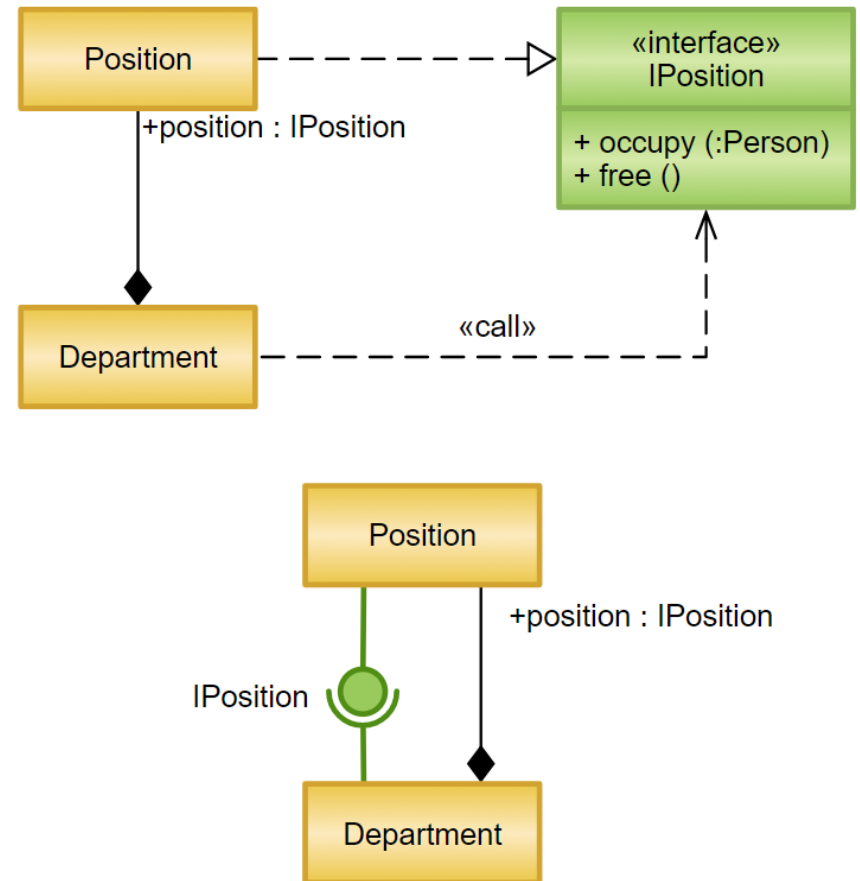 Position
«interface»
IPosition
+position : IPosition
+ occupy (:Person)
+ free ()
«call»
Department
Position
+position : IPosition
IPosition
Department